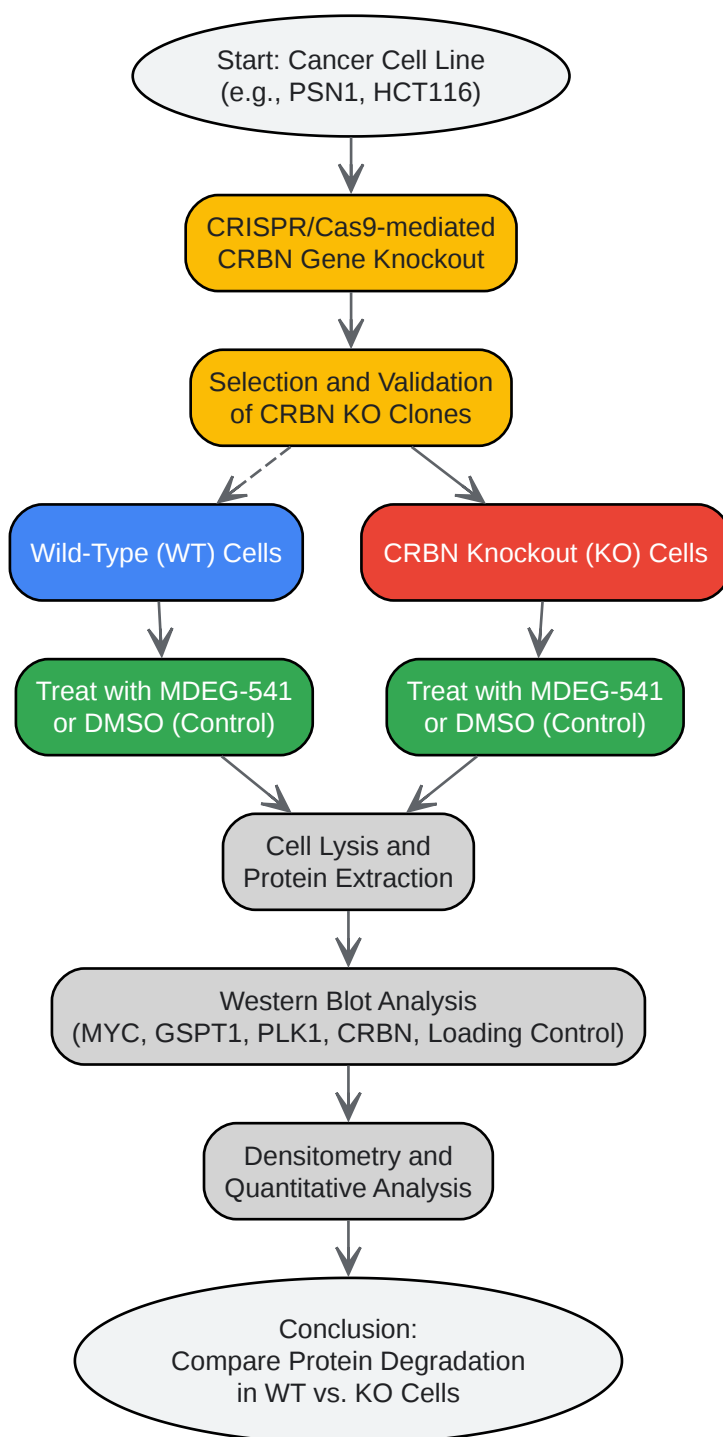 Start: Cancer Cell Line
(e.g., PSN1, HCT116)
CRISPR/Cas9-mediated
CRBN Gene Knockout
Selection and Validation
of CRBN KO Clones
Wild-Type (WT) Cells
CRBN Knockout (KO) Cells
Treat with MDEG-541
or DMSO (Control)
Treat with MDEG-541
or DMSO (Control)
Cell Lysis and
Protein Extraction
Western Blot Analysis
(MYC, GSPT1, PLK1, CRBN, Loading Control)
Densitometry and
Quantitative Analysis
Conclusion:
Compare Protein Degradation
in WT vs. KO Cells